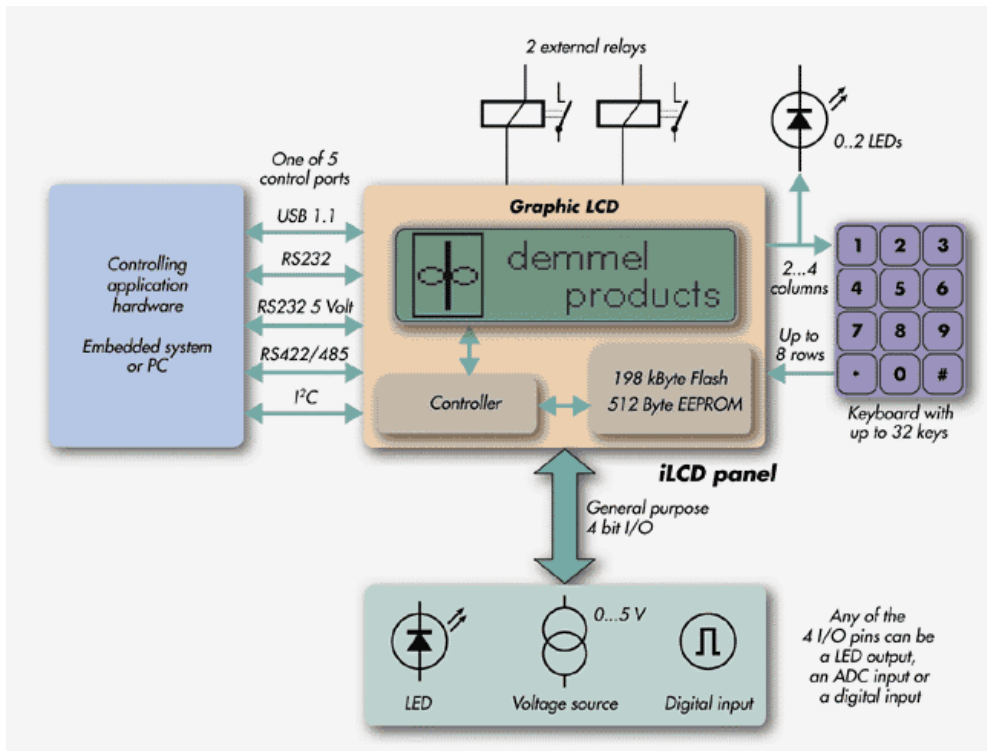 2 external relays
0..2 LEDs
One of 5
control ports
USB 1.1
RS232
RS232 5 Volt
RS422/485
I²C
Controlling
application
hardware
Embedded system
or PC
Graphic LCD
demmel
products
Controller
198 kByte Flash
512 Byte EEPROM
2...4
columns
Up to
8 rows
1 2 3
4 5 6
7 8 9
· 0 #
Keyboard with
up to 32 keys
iLCD panel
General purpose
4 bit I/O
0...5 V
LED
Voltage source
Digital input
Any of the
4 I/O pins can be
a LED output,
an ADC input or
a digital input